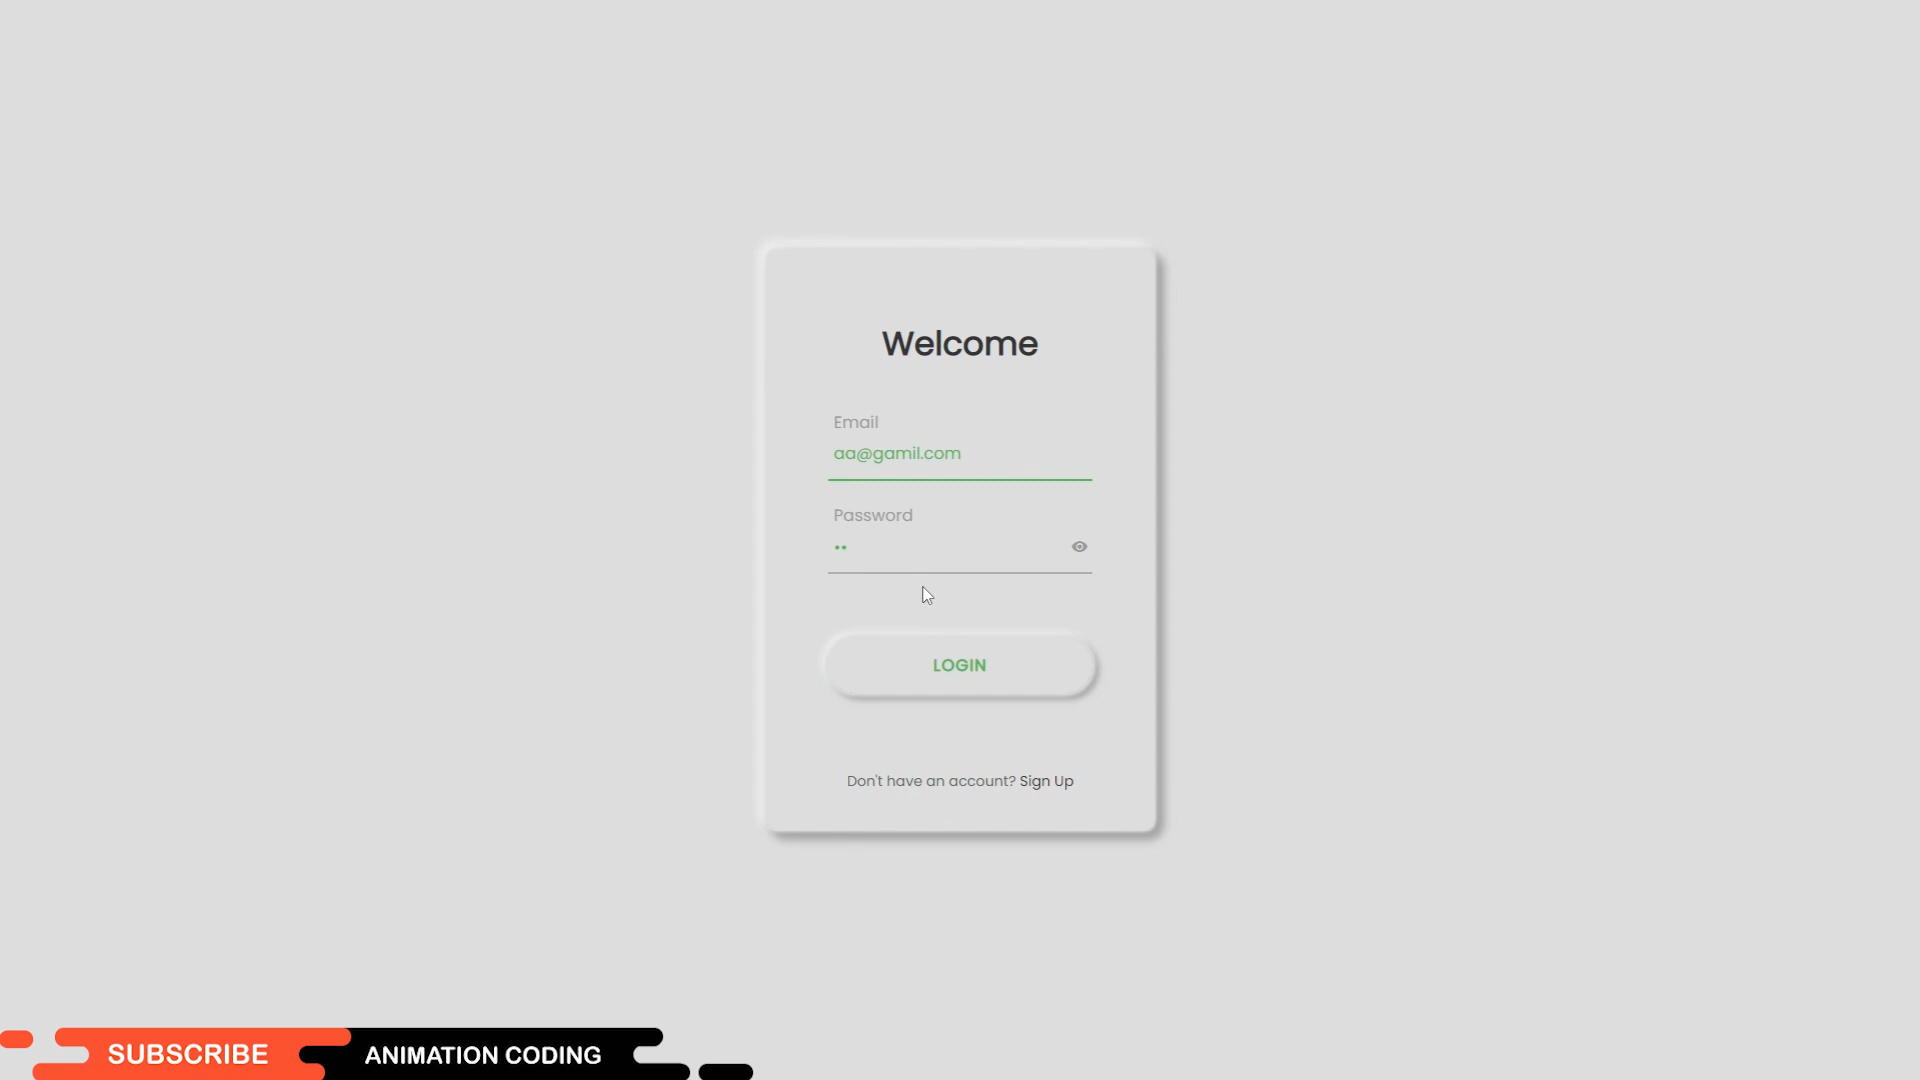 Welcome
Email
aa@gamil.com
Password
••
LOGIN
Don't have an account? Sign Up
SUBSCRIBE
ANIMATION CODING